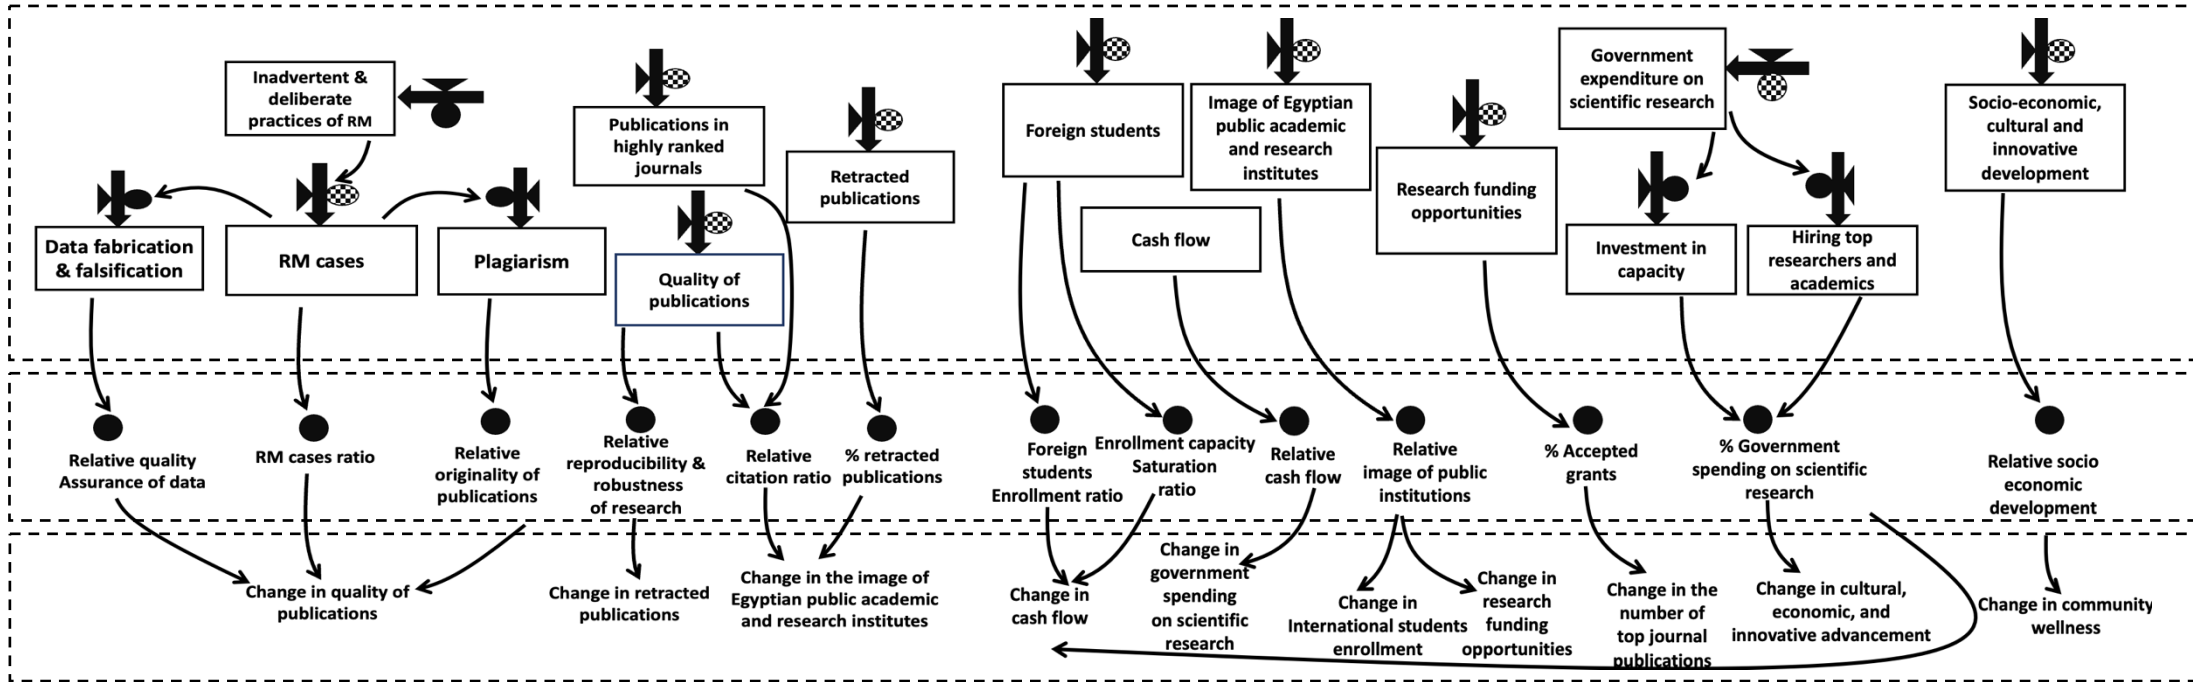 Inadvertent &
deliberate
practices of RM
Data fabrication
& falsification
RM cases
Plagiarism
Publications in
highly ranked
journals
Quality of
publications
Retracted
publications
Foreign students
Cash flow
Image of Egyptian
public academic
and research
institutes
Research funding
opportunities
Government
expenditure on
scientific research
Investment in
capacity
Hiring top
researchers and
academics
Socio-economic,
cultural and
innovative
development
Relative quality
Assurance of data
RM cases ratio
Relative
originality of
publications
Relative
reproducibility &
robustness
of research
Relative
citation ratio
% retracted
publications
Foreign
students
Enrollment ratio
Enrollment capacity
Saturation
ratio
Relative
cash flow
Relative
image of public
institutions
% Accepted
grants
% Government
spending on scientific
research
Relative socio
economic
development
Change in quality of
publications
Change in retracted
publications
Change in the image of
Egyptian public academic
and research institutes
Change in
cash flow
Change in
government
spending
on scientific
research
Change in
International students
enrollment
Change in
research
funding
opportunities
Change in the
number of
top journal
publications
Change in cultural,
economic, and
innovative advancement
Change in community
wellness